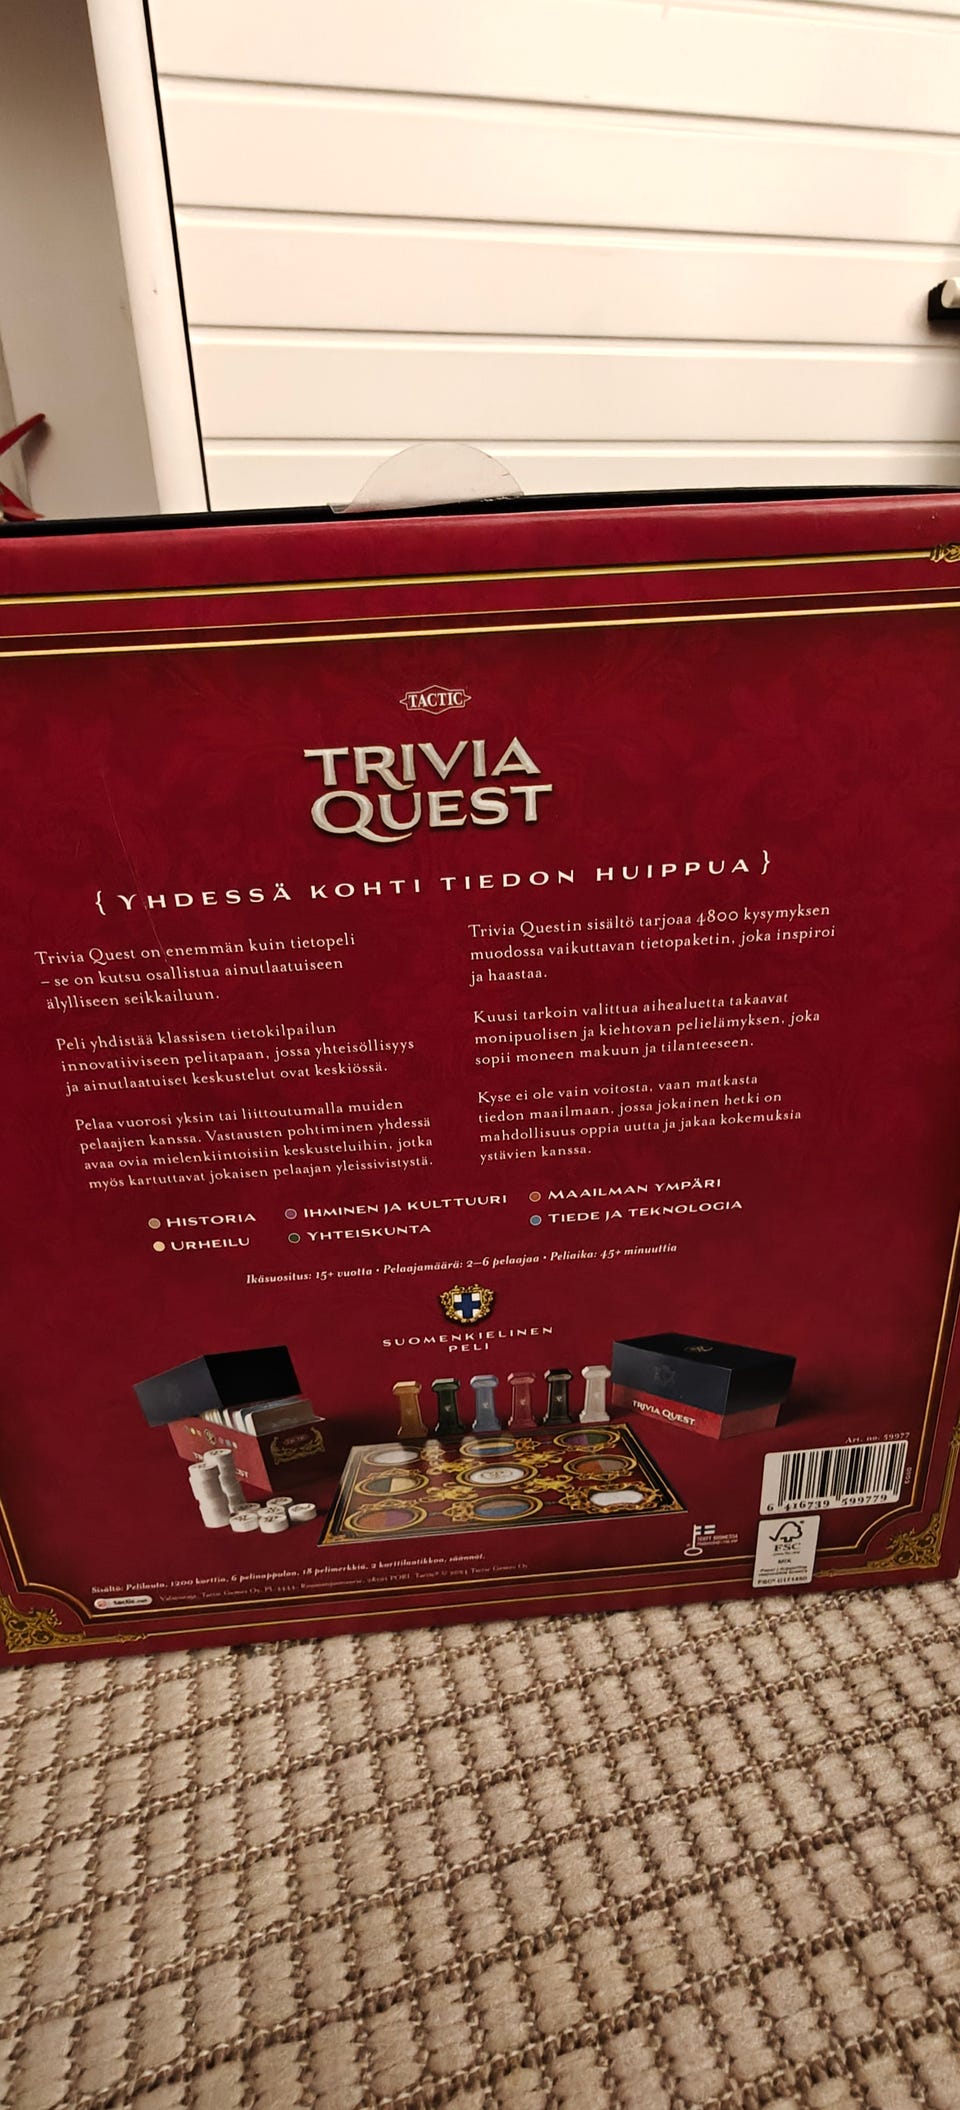 TACTIC
TRIVIA
QUEST
{ YHDESSÄ KOHTI TIEDON HUIPPUA }
Trivia Quest on enemmän kuin tietopeli
– se on kutsu osallistua ainutlaatuiseen
älylliseen seikkailuun.
Peli yhdistää klassisen tietokilpailun
innovatiiviseen pelitapaan, jossa yhteisöllisyys
ja ainutlaatuiset keskustelut ovat keskiössä.
Pelaa vuorosi yksin tai liittoutumalla muiden
pelaajien kanssa. Vastausten pohtiminen yhdessä
avaa ovia mielenkiintoisiin keskusteluihin, jotka
myös kartuttavat jokaisen pelaajan yleissivistystä.
Trivia Questin sisältö tarjoaa 4800 kysymyksen
muodossa vaikuttavan tietopaketin, joka inspiroi
ja haastaa.
Kuusi tarkoin valittua aihealuetta takaavat
monipuolisen ja kiehtovan pelielämyksen, joka
sopii moneen makuun ja tilanteeseen.
Kyse ei ole vain voitosta, vaan matkasta
tiedon maailmaan, jossa jokainen hetki on
mahdollisuus oppia uutta ja jakaa kokemuksia
ystävien kanssa.
HISTORIA
IHMINEN JA KULTTUURI
MAAILMAN YMPÄRI
URHEILU
YHTEISKUNTA
TIEDE JA TEKNOLOGIA
Ikäsuositus: 15+ vuotta • Pelaajamäärä: 2–6 pelaajaa • Peliaika: 45+ minuuttia
SUOMENKIELINEN
PELI
TRIVIA QUEST
Art. no. 59977
6 416739 599779
FSC
MIX
Sisältö: Pelilauta, 1200 korttia, 6 pelinappulaa, 18 pelimerkkiä, 2 korttilaatikkoa, säännöt.
tactic.net